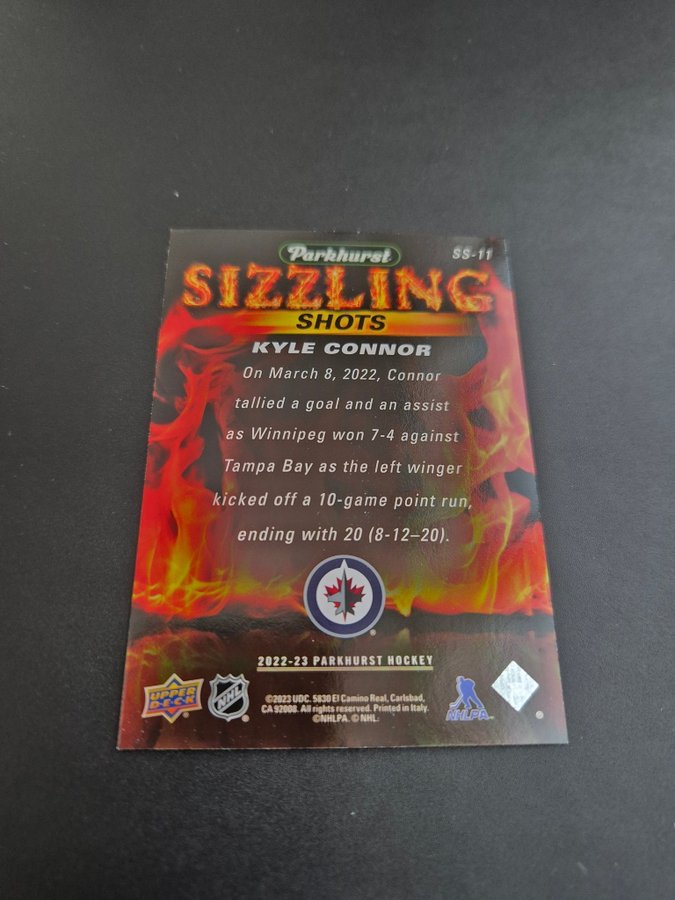 Parkhurst
SS-11
SIZZLING
SHOTS
KYLE CONNOR
On March 8, 2022, Connor
tallied a goal and an assist
as Winnipeg won 7-4 against
Tampa Bay as the left winger
kicked off a 10-game point run,
ending with 20 (8-12–20).
2022-23 PARKHURST HOCKEY
UPPER
DECK
NHL
©2023 UDC. 5830 El Camino Real, Carlsbad,
CA 92008. All rights reserved. Printed in Italy.
©NHLPA. ©NHL.
NHLPA